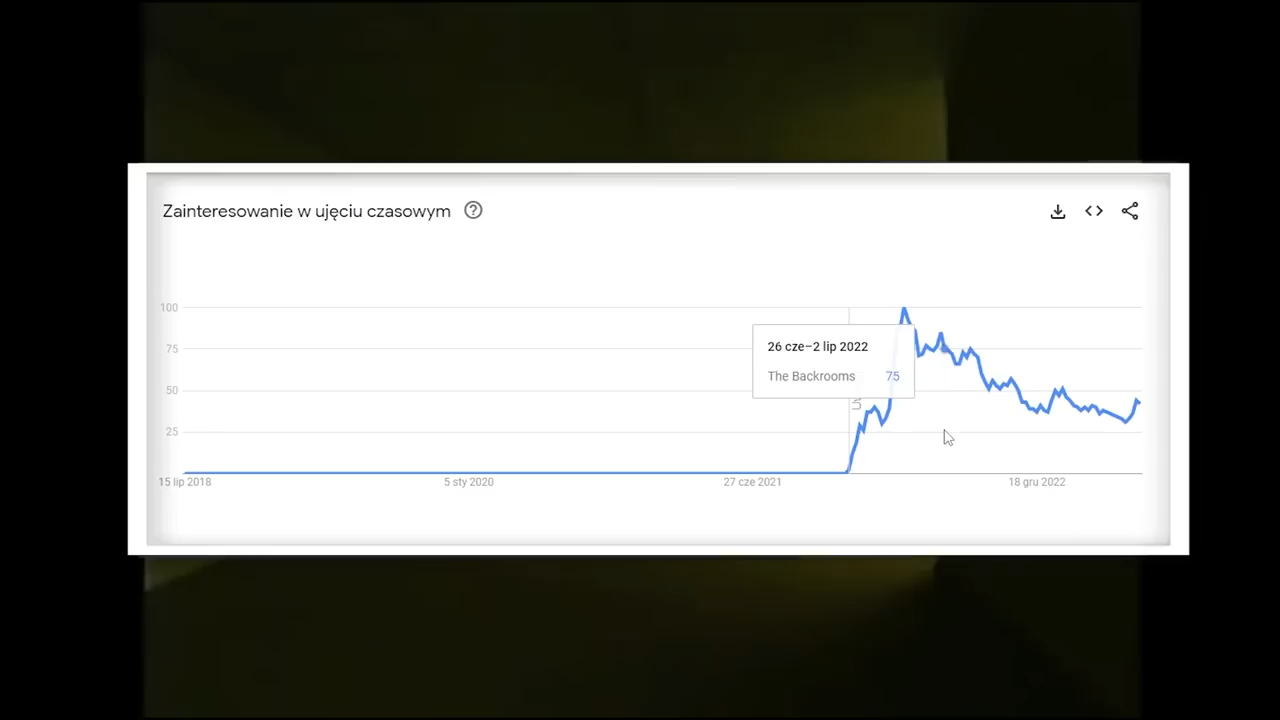 Zainteresowanie w ujęciu czasowym
100
75
50
25
26 cze–2 lip 2022
The Backrooms 75
15 lip 2018 5 sty 2020 27 cze 2021 18 gru 2022